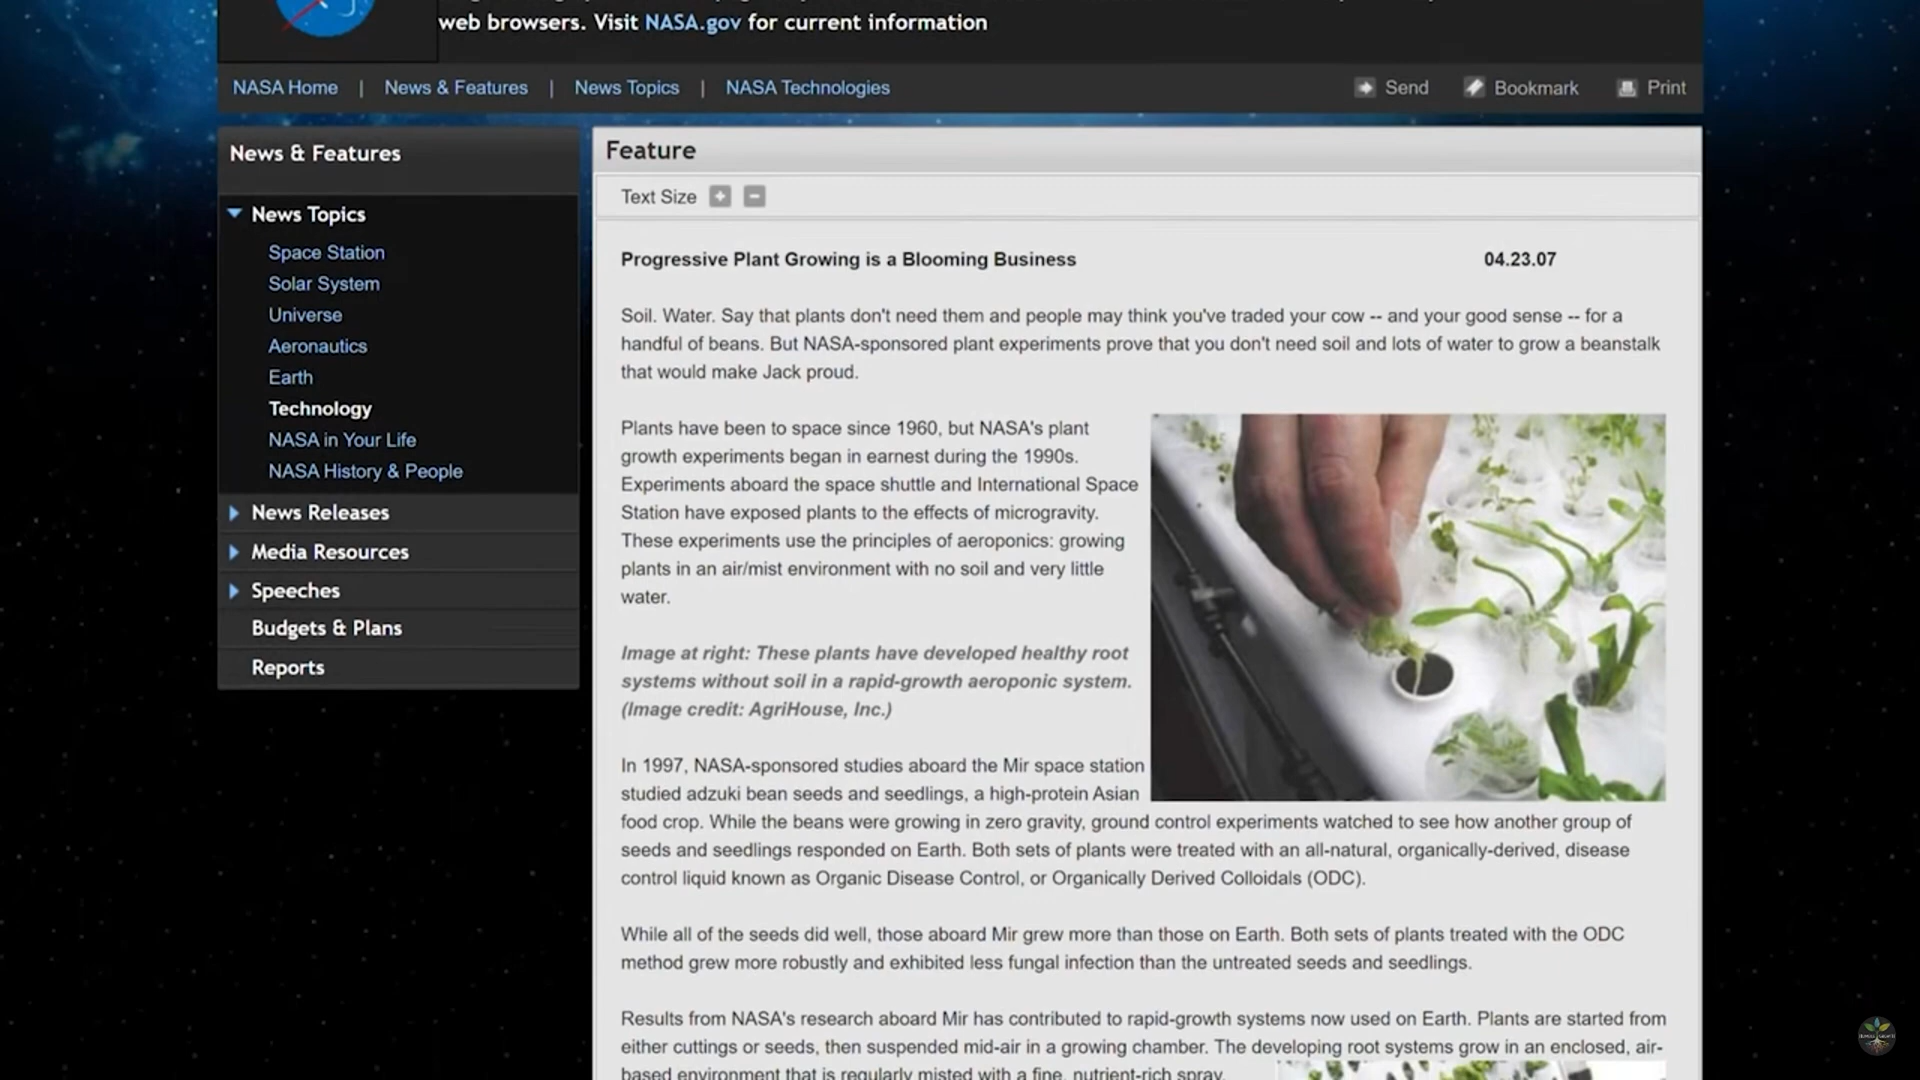 web browsers. Visit NASA.gov for current information
NASA Home | News & Features | News Topics | NASA Technologies
Send
Bookmark
Print
News & Features
News Topics
Space Station
Solar System
Universe
Aeronautics
Earth
Technology
NASA in Your Life
NASA History & People
News Releases
Media Resources
Speeches
Budgets & Plans
Reports
Feature
Text Size
Progressive Plant Growing is a Blooming Business
04.23.07
Soil. Water. Say that plants don't need them and people may think you've traded your cow -- and your good sense -- for a
handful of beans. But NASA-sponsored plant experiments prove that you don't need soil and lots of water to grow a beanstalk
that would make Jack proud.
Plants have been to space since 1960, but NASA's plant
growth experiments began in earnest during the 1990s.
Experiments aboard the space shuttle and International Space
Station have exposed plants to the effects of microgravity.
These experiments use the principles of aeroponics: growing
plants in an air/mist environment with no soil and very little
water.
Image at right: These plants have developed healthy root
systems without soil in a rapid-growth aeroponic system.
(Image credit: AgriHouse, Inc.)
In 1997, NASA-sponsored studies aboard the Mir space station
studied adzuki bean seeds and seedlings, a high-protein Asian
food crop. While the beans were growing in zero gravity, ground control experiments watched to see how another group of
seeds and seedlings responded on Earth. Both sets of plants were treated with an all-natural, organically-derived, disease
control liquid known as Organic Disease Control, or Organically Derived Colloidals (ODC).
While all of the seeds did well, those aboard Mir grew more than those on Earth. Both sets of plants treated with the ODC
method grew more robustly and exhibited less fungal infection than the untreated seeds and seedlings.
Results from NASA's research aboard Mir has contributed to rapid-growth systems now used on Earth. Plants are started from
either cuttings or seeds, then suspended mid-air in a growing chamber. The developing root systems grow in an enclosed, air-
based environment that is regularly misted with a fine, nutrient-rich spray.